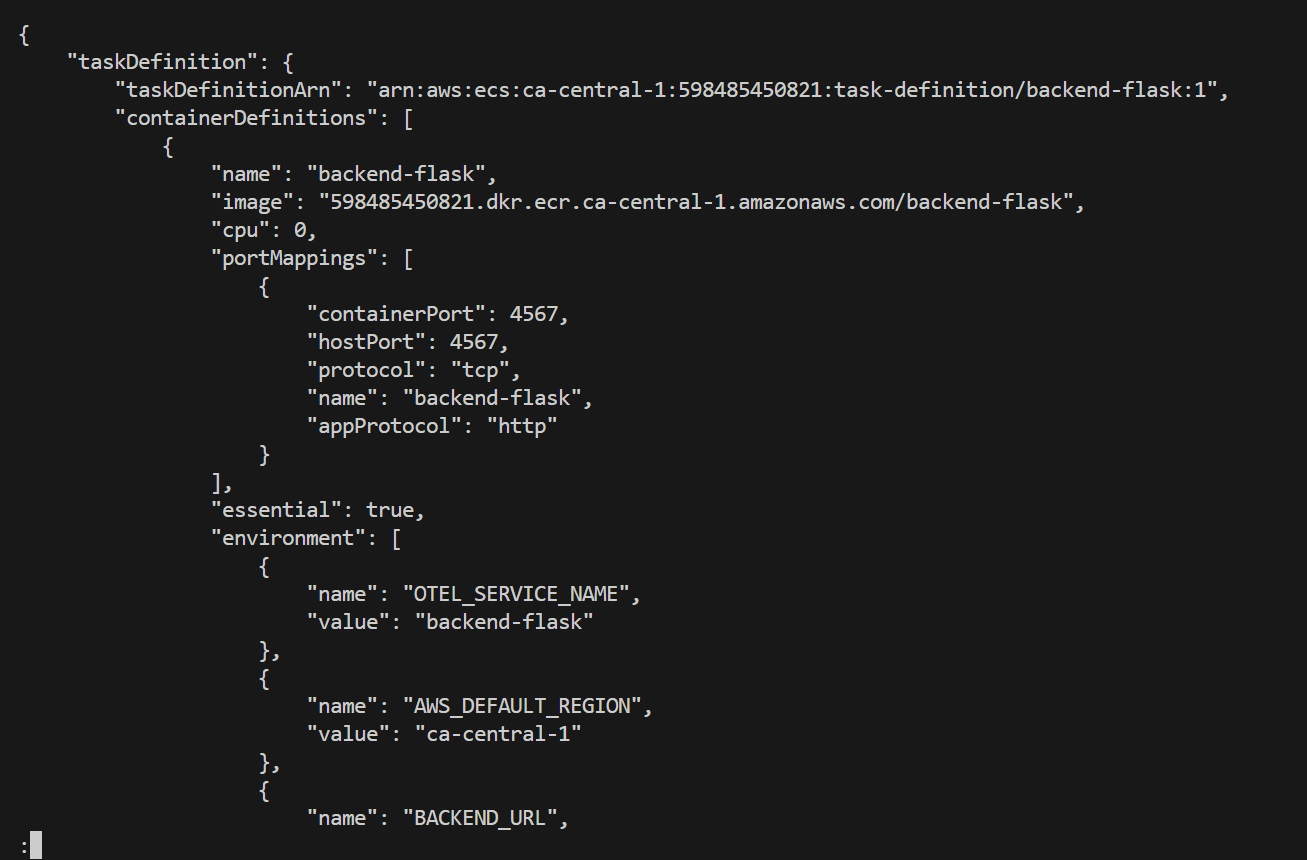 {
    "taskDefinition": {
        "taskDefinitionArn": "arn:aws:ecs:ca-central-1:598485450821:task-definition/backend-flask:1",
        "containerDefinitions": [
            {
                "name": "backend-flask",
                "image": "598485450821.dkr.ecr.ca-central-1.amazonaws.com/backend-flask",
                "cpu": 0,
                "portMappings": [
                    {
                        "containerPort": 4567,
                        "hostPort": 4567,
                        "protocol": "tcp",
                        "name": "backend-flask",
                        "appProtocol": "http"
                    }
                ],
                "essential": true,
                "environment": [
                    {
                        "name": "OTEL_SERVICE_NAME",
                        "value": "backend-flask"
                    },
                    {
                        "name": "AWS_DEFAULT_REGION",
                        "value": "ca-central-1"
                    },
                    {
                        "name": "BACKEND_URL",
: